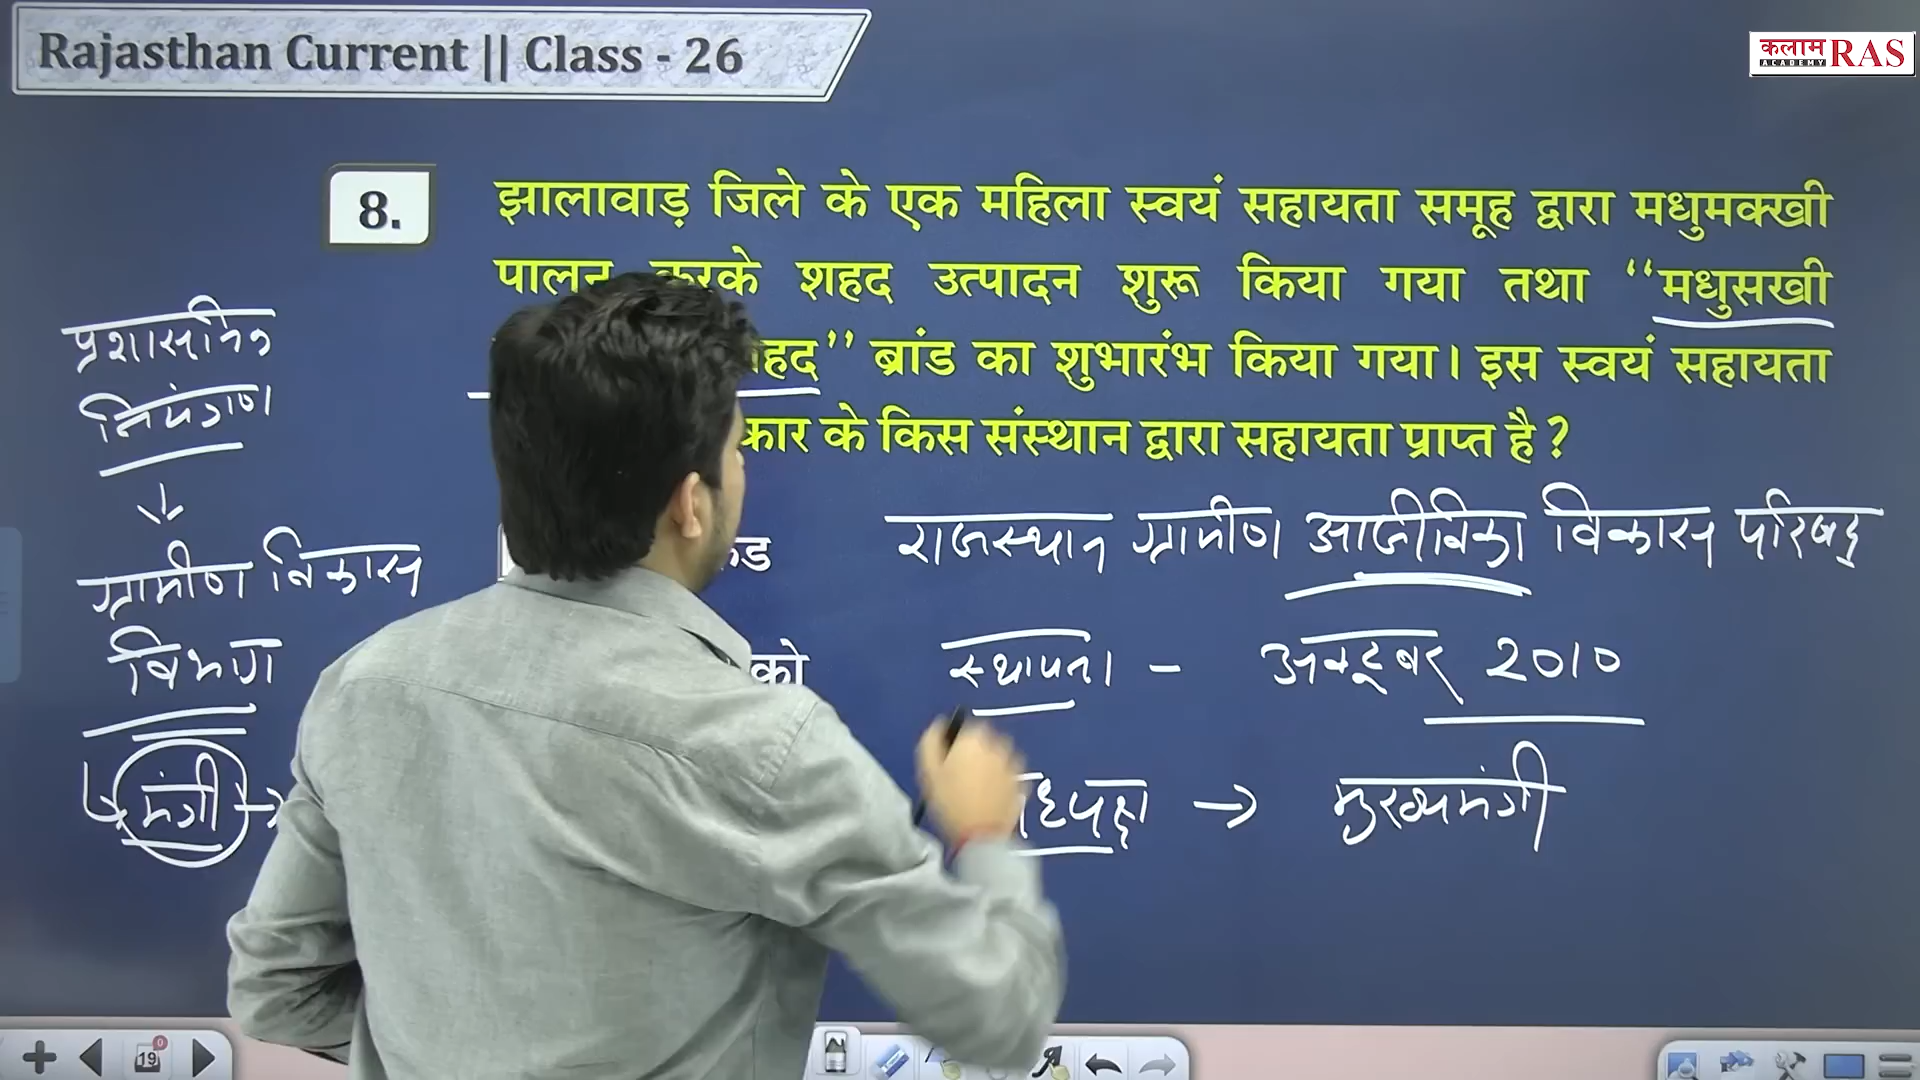 Rajasthan Current || Class - 26
कलाम RAS
ACADEMY
8.
झालावाड़ जिले के एक महिला स्वयं सहायता समूह द्वारा मधुमक्खी
पालन करके शहद उत्पादन शुरू किया गया तथा “मधुसखी
हद” ब्रांड का शुभारंभ किया गया। इस स्वयं सहायता
कार के किस संस्थान द्वारा सहायता प्राप्त है ?
प्रशासनिक
नियंत्रण
ग्रामीण विकास
विभाग
मंत्री
राजस्थान ग्रामीण आजीविका विकास परिषद्
स्थापना - अक्टूबर 2010
ध्यक्ष → मुख्यमंत्री
को
19
0